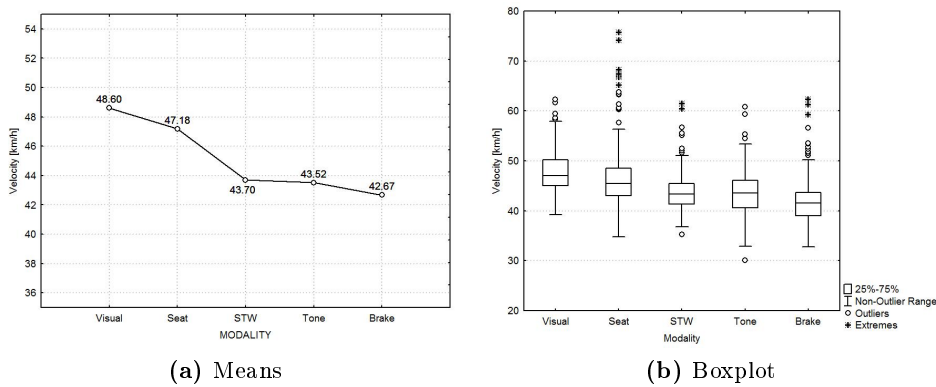 54
52
50
48
46
44
42
40
38
36
Velocity [km/h]
48.60
47.18
43.70
43.52
42.67
Visual Seat STW Tone Brake
MODALITY
(a) Means
80
70
60
50
40
30
20
Velocity [km/h]
Visual Seat STW Tone Brake
Modality
25%-75%
Non-Outlier Range
Outliers
Extremes
(b) Boxplot